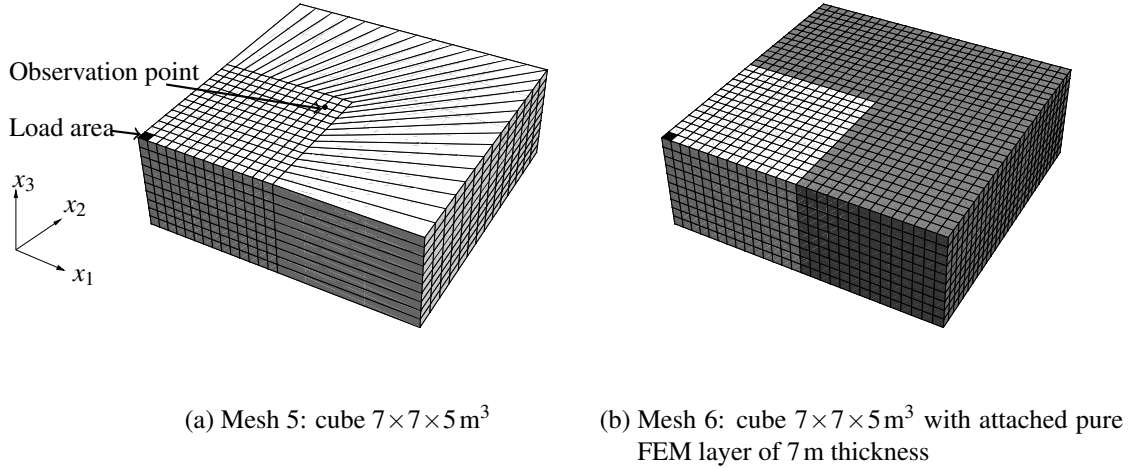 Observation point
Load area
x₃
x₂
x₁
(a) Mesh 5: cube 7×7×5 m³
(b) Mesh 6: cube 7×7×5 m³ with attached pure
FEM layer of 7 m thickness